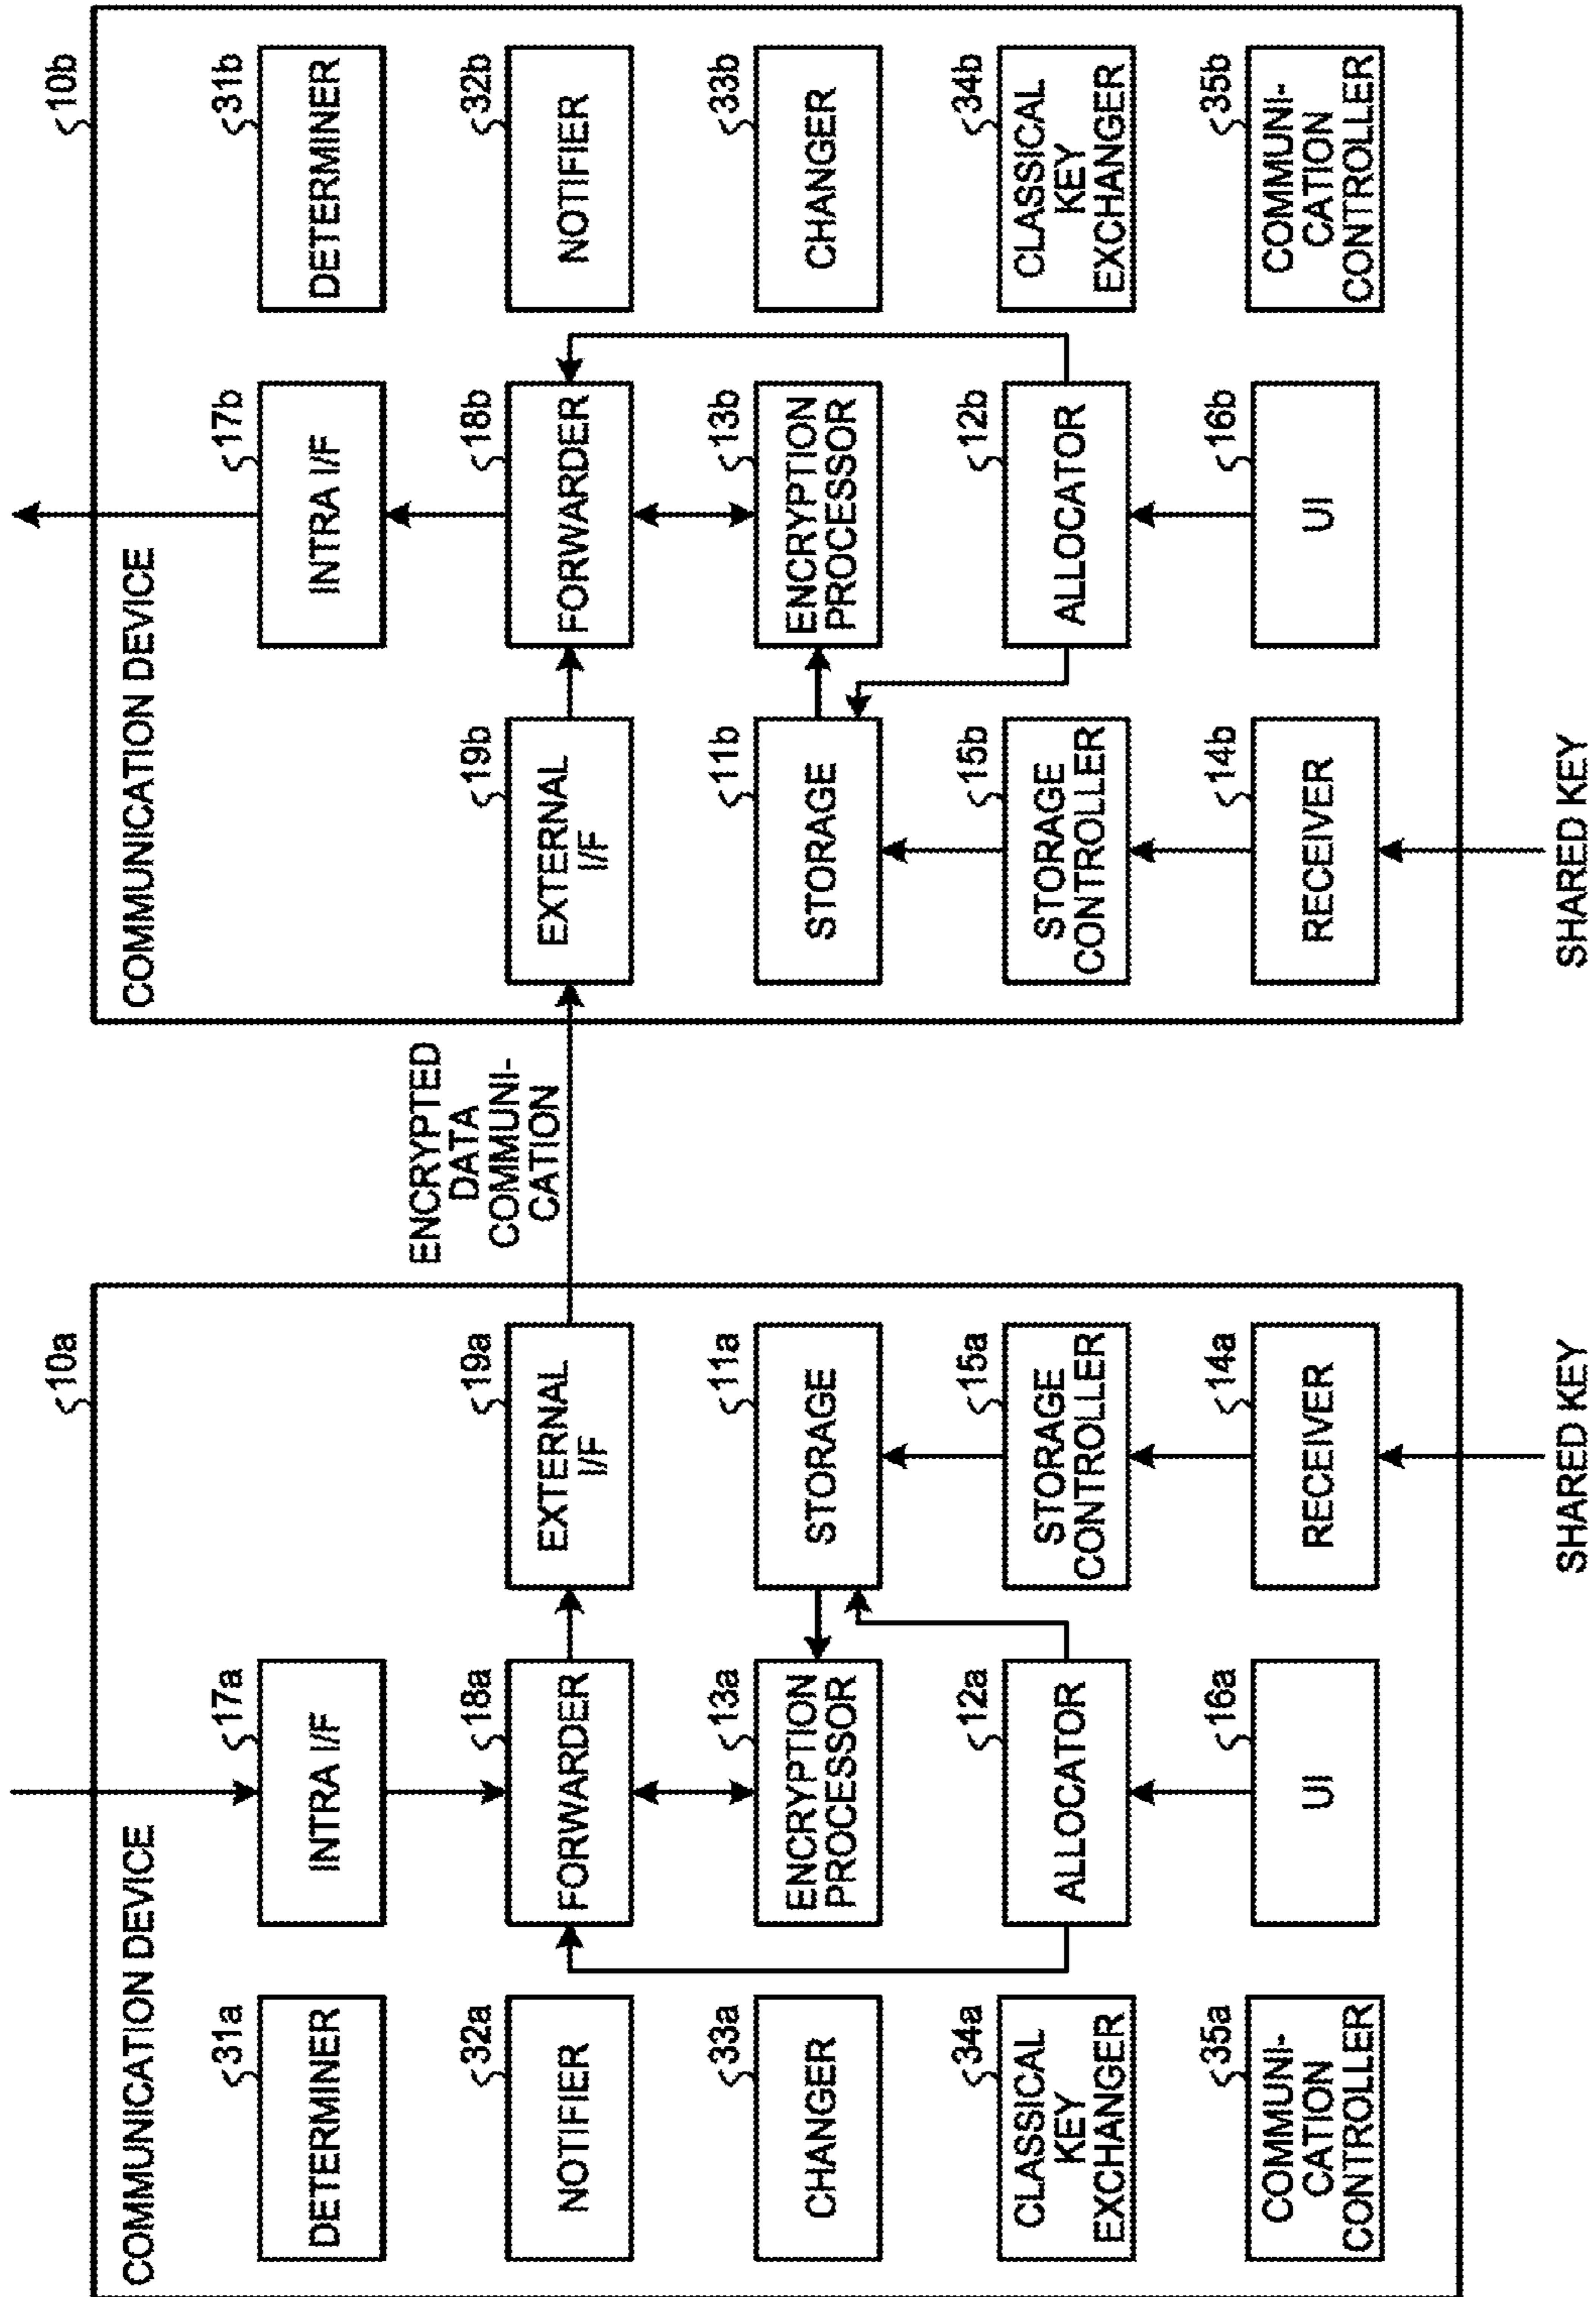 10a
COMMUNICATION DEVICE
31a
DETERMINER
32a
NOTIFIER
33a
CHANGER
34a
CLASSICAL
KEY
EXCHANGER
35a
COMMUNI-
CATION
CONTROLLER
17a
INTRA I/F
18a
FORWARDER
13a
ENCRYPTION
PROCESSOR
12a
ALLOCATOR
16a
UI
19a
EXTERNAL
I/F
11a
STORAGE
15a
STORAGE
CONTROLLER
14a
RECEIVER
SHARED KEY
ENCRYPTED
DATA
COMMUNI-
CATION
10b
COMMUNICATION DEVICE
19b
EXTERNAL
I/F
11b
STORAGE
15b
STORAGE
CONTROLLER
14b
RECEIVER
SHARED KEY
17b
INTRA I/F
18b
FORWARDER
13b
ENCRYPTION
PROCESSOR
12b
ALLOCATOR
16b
UI
31b
DETERMINER
32b
NOTIFIER
33b
CHANGER
34b
CLASSICAL
KEY
EXCHANGER
35b
COMMUNI-
CATION
CONTROLLER